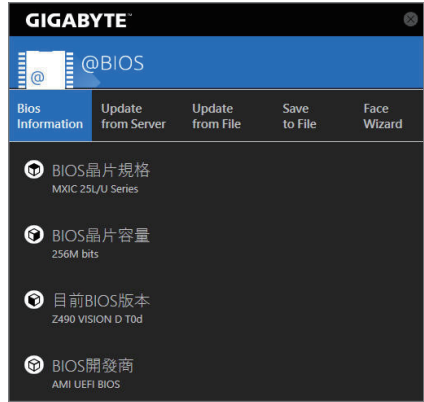 GIGABYTE™
@BIOS
@
Bios Information
Update from Server
Update from File
Save to File
Face Wizard
BIOS晶片規格
MXIC 25L/U Series
BIOS晶片容量
256M bits
目前BIOS版本
Z490 VISION D T0d
BIOS開發商
AMI UEFI BIOS